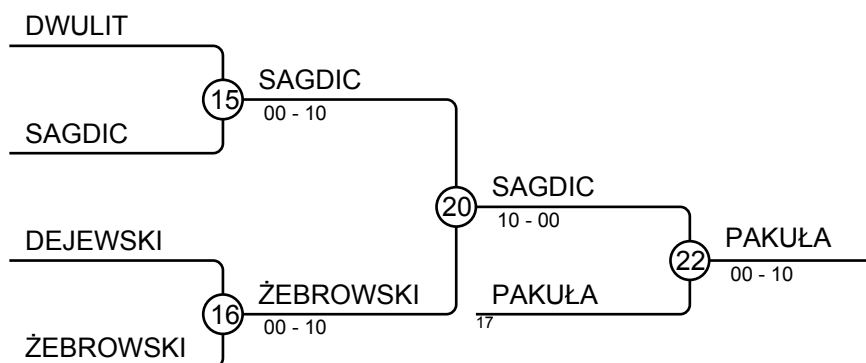 DWULIT
15
SAGDIC
00 - 10
SAGDIC
20
SAGDIC
10 - 00
DEJEWSKI
22
PAKUŁA
00 - 10
16
ŻEBROWSKI
00 - 10
PAKUŁA
17
ŻEBROWSKI